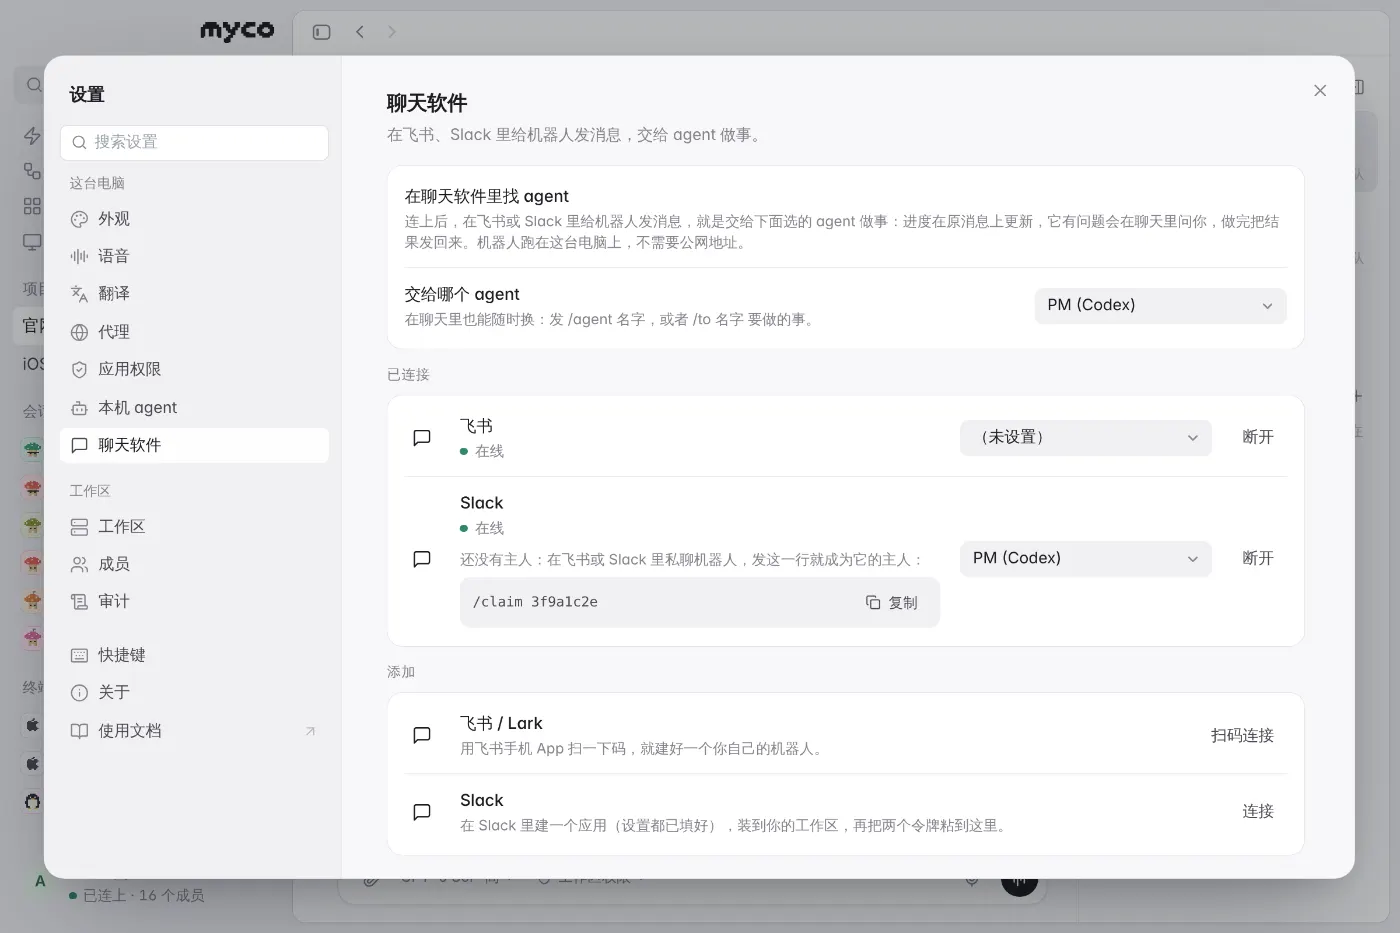 myco
设置
搜索设置
这台电脑
外观
语音
翻译
代理
应用权限
本机 agent
聊天软件
工作区
工作区
成员
审计
快捷键
关于
使用文档
聊天软件
在飞书、Slack 里给机器人发消息，交给 agent 做事。
在聊天软件里找 agent
连上后，在飞书或 Slack 里给机器人发消息，就是交给下面选的 agent 做事：进度在原消息上更新，它有问题会在聊天里问你，做完把结
果发回来。机器人跑在这台电脑上，不需要公网地址。
交给哪个 agent
在聊天里也能随时换：发 /agent 名字，或者 /to 名字 要做的事。
PM (Codex)
已连接
飞书
在线
（未设置）
断开
Slack
在线
还没有主人：在飞书或 Slack 里私聊机器人，发这一行就成为它的主人：
/claim 3f9a1c2e
复制
PM (Codex)
断开
添加
飞书 / Lark
用飞书手机 App 扫一下码，就建好一个你自己的机器人。
扫码连接
Slack
在 Slack 里建一个应用（设置都已填好），装到你的工作区，再把两个令牌粘到这里。
连接
iOS
A
已连上 · 16 个成员